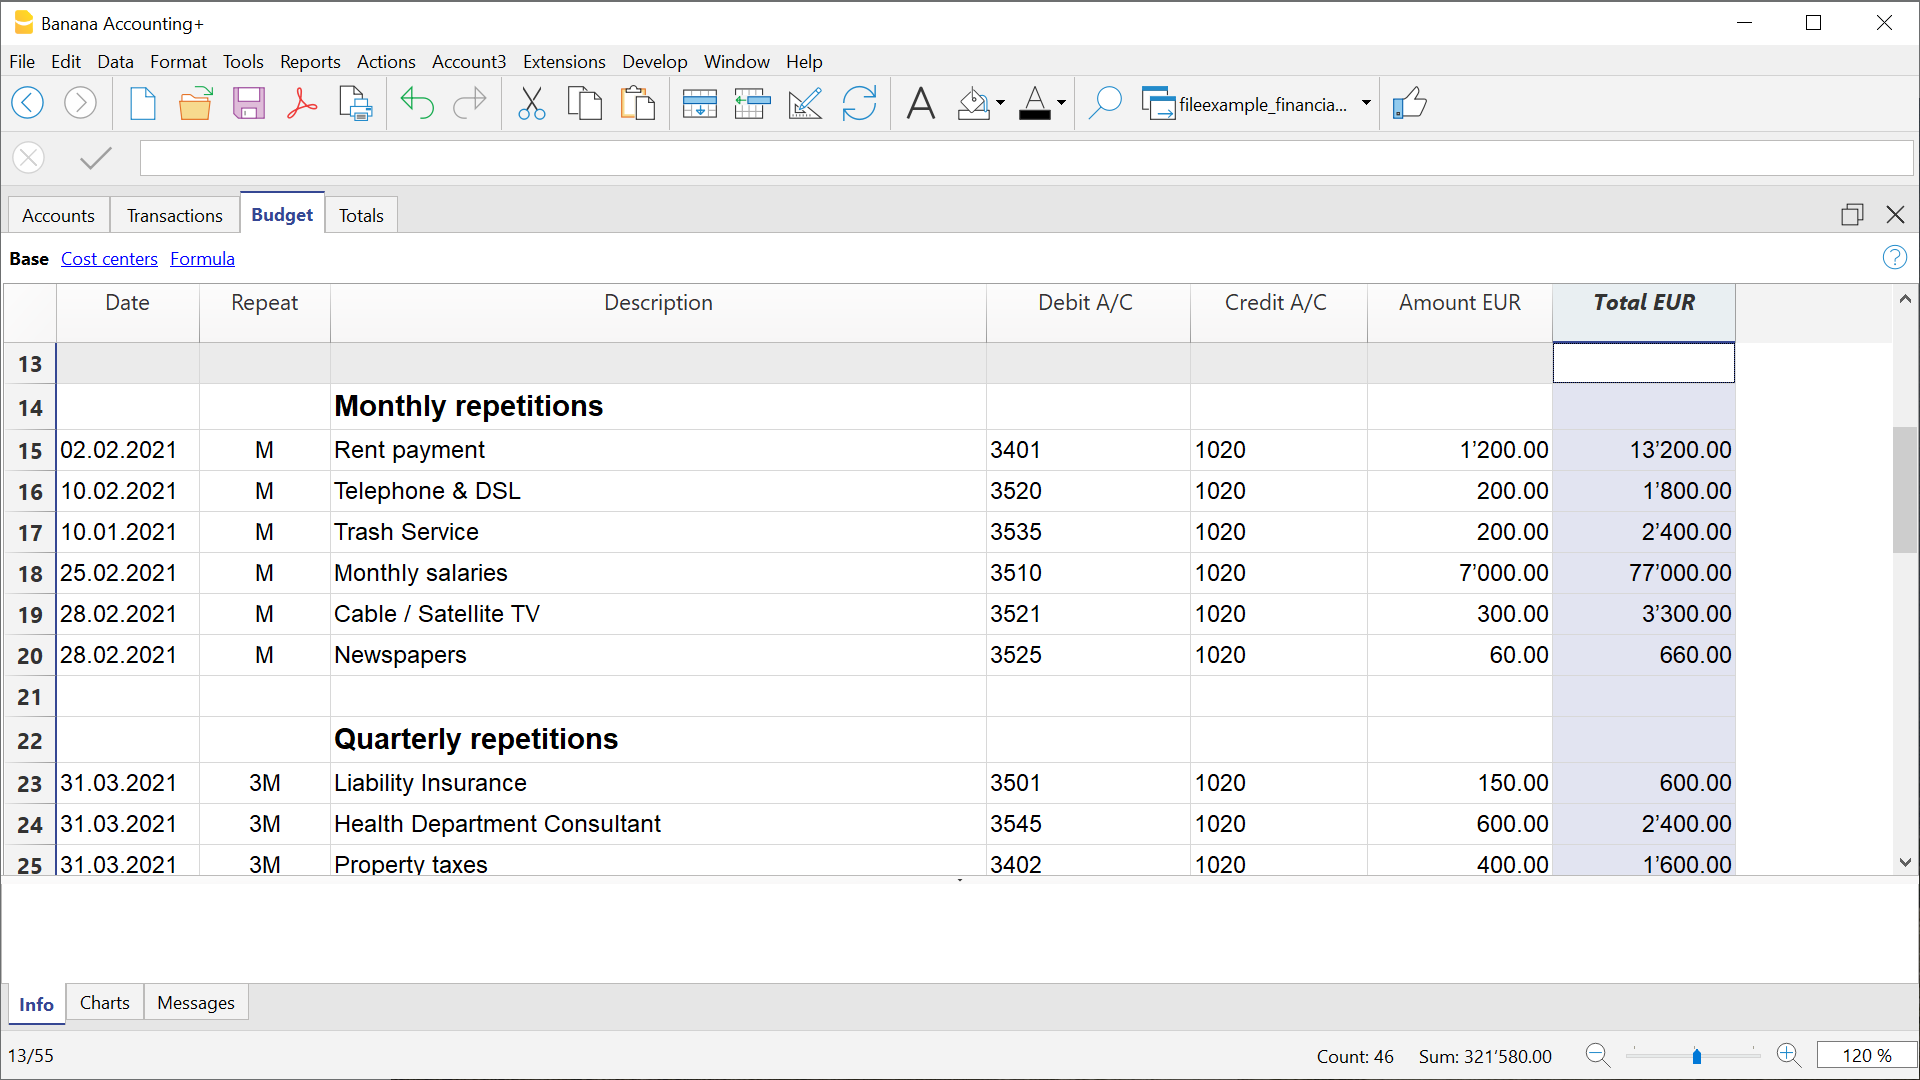 Banana Accounting+
File Edit Data Format Tools Reports Actions Account3 Extensions Develop Window Help
fileexample_financia...
Accounts Transactions Budget Totals
Base Cost centers Formula
Date Repeat Description Debit A/C Credit A/C Amount EUR Total EUR
13
14 Monthly repetitions
15 02.02.2021 M Rent payment 3401 1020 1’200.00 13’200.00
16 10.02.2021 M Telephone & DSL 3520 1020 200.00 1’800.00
17 10.01.2021 M Trash Service 3535 1020 200.00 2’400.00
18 25.02.2021 M Monthly salaries 3510 1020 7’000.00 77’000.00
19 28.02.2021 M Cable / Satellite TV 3521 1020 300.00 3’300.00
20 28.02.2021 M Newspapers 3525 1020 60.00 660.00
21
22 Quarterly repetitions
23 31.03.2021 3M Liability Insurance 3501 1020 150.00 600.00
24 31.03.2021 3M Health Department Consultant 3545 1020 600.00 2’400.00
25 31.03.2021 3M Property taxes 3402 1020 400.00 1’600.00
Info Charts Messages
13/55 Count: 46 Sum: 321’580.00 120 %